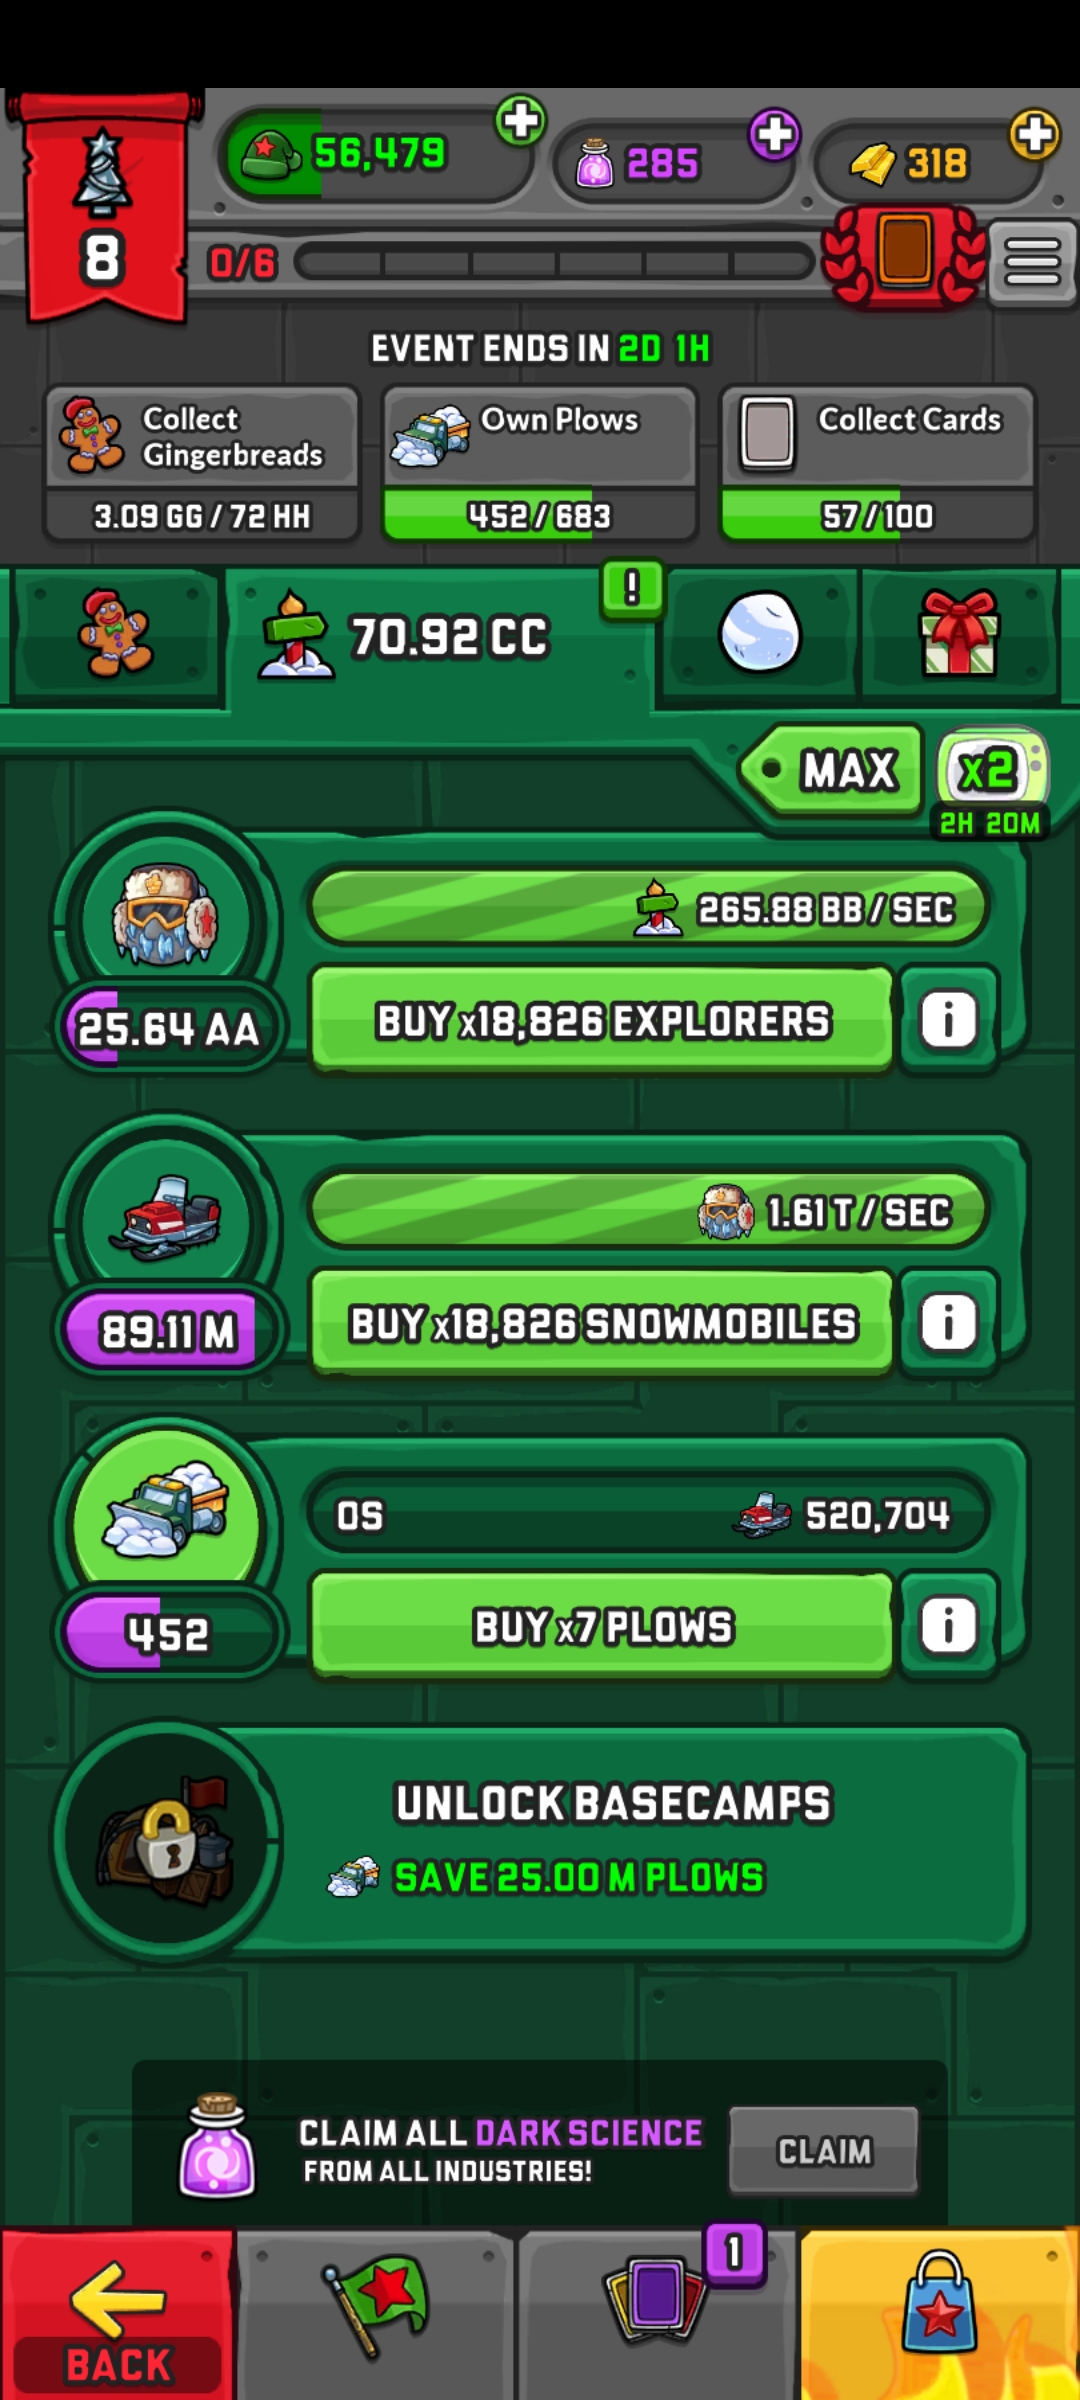 56,479
285
318
8
0/6
EVENT ENDS IN 2D 1H
Collect Gingerbreads
3.09 GG / 72 HH
Own Plows
452/683
Collect Cards
57/100
!
70.92 CC
MAX
x2
2H 20M
265.88 BB / SEC
25.64 AA
BUY x18,826 EXPLORERS
i
1.61 T / SEC
89.11 M
BUY x18,826 SNOWMOBILES
i
0S
520,704
452
BUY x7 PLOWS
i
UNLOCK BASECAMPS
SAVE 25.00 M PLOWS
CLAIM ALL DARK SCIENCE
FROM ALL INDUSTRIES!
CLAIM
1
BACK